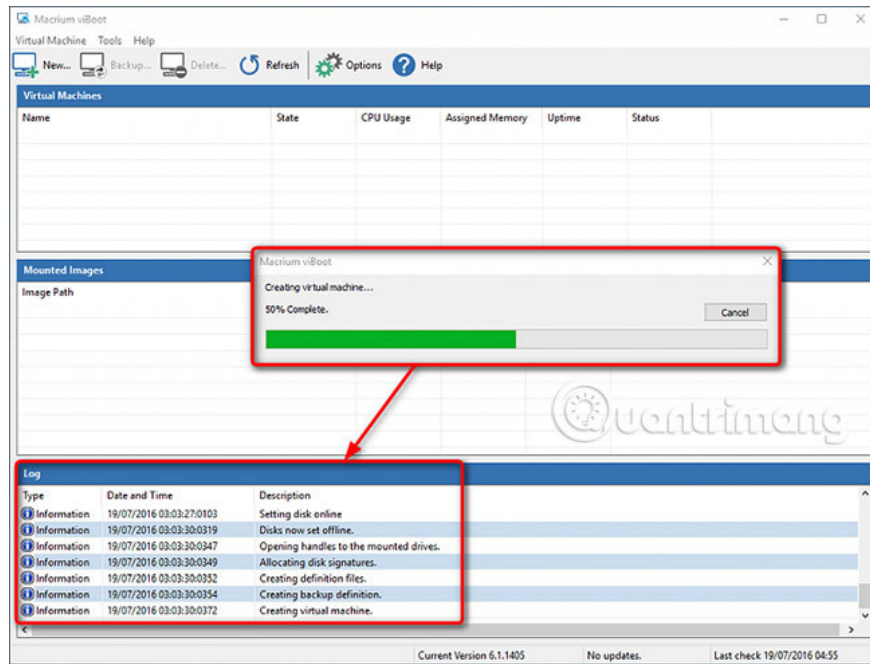 Macrium viBoot
Virtual Machine Tools Help
New... Backup... Delete... Refresh Options Help
Virtual Machines
Name State CPU Usage Assigned Memory Uptime Status
Mounted Images
Image Path
Macrium viBoot
Creating virtual machine...
50% Complete.
Cancel
Quantrimang
Log
Type Date and Time Description
Information 19/07/2016 03:03:27:0103 Setting disk online
Information 19/07/2016 03:03:30:0319 Disks now set offline.
Information 19/07/2016 03:03:30:0347 Opening handles to the mounted drives.
Information 19/07/2016 03:03:30:0349 Allocating disk signatures.
Information 19/07/2016 03:03:30:0352 Creating definition files.
Information 19/07/2016 03:03:30:0354 Creating backup definition.
Information 19/07/2016 03:03:30:0372 Creating virtual machine.
Current Version 6.1.1405 No updates. Last check 19/07/2016 04:55